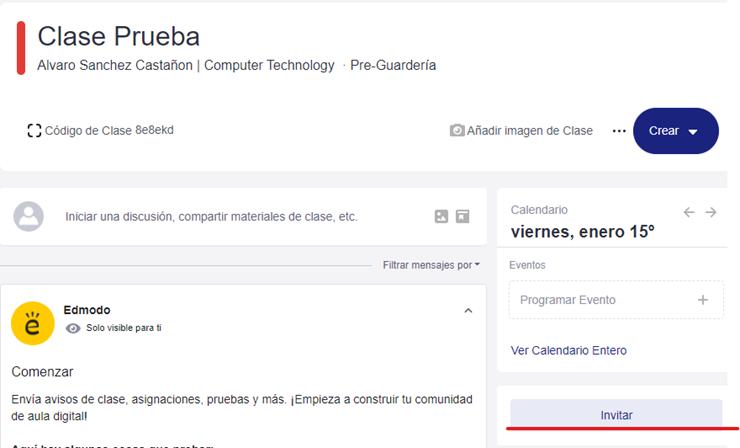 Clase Prueba
Alvaro Sanchez Castañon | Computer Technology · Pre-Guardería
Código de Clase 8e8ekd
Añadir imagen de Clase
Crear
Iniciar una discusión, compartir materiales de clase, etc.
Filtrar mensajes por
Edmodo
Solo visible para ti
Comenzar
Envía avisos de clase, asignaciones, pruebas y más. ¡Empieza a construir tu comunidad
de aula digital!
Calendario
viernes, enero 15º
Eventos
Programar Evento
Ver Calendario Entero
Invitar